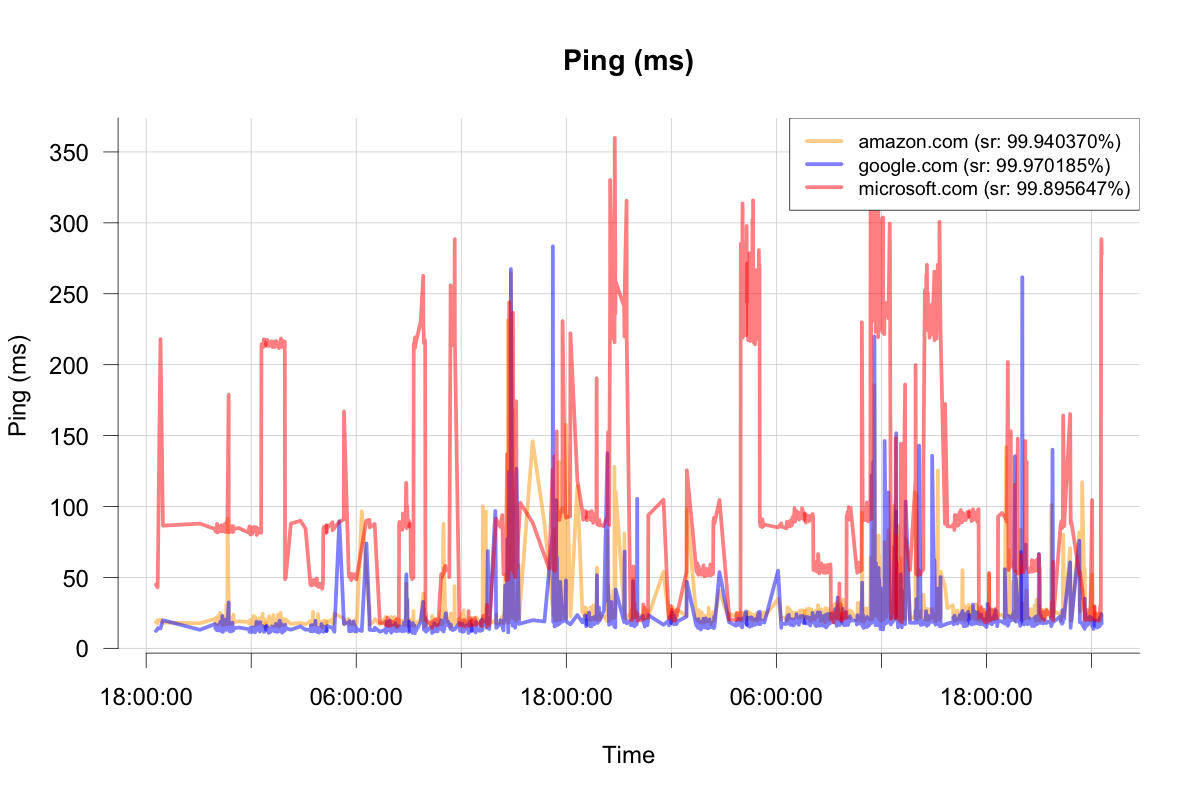 Ping (ms)
amazon.com (sr: 99.940370%)
google.com (sr: 99.970185%)
microsoft.com (sr: 99.895647%)
Ping (ms)
350
300
250
200
150
100
50
0
18:00:00 06:00:00 18:00:00 06:00:00 18:00:00
Time